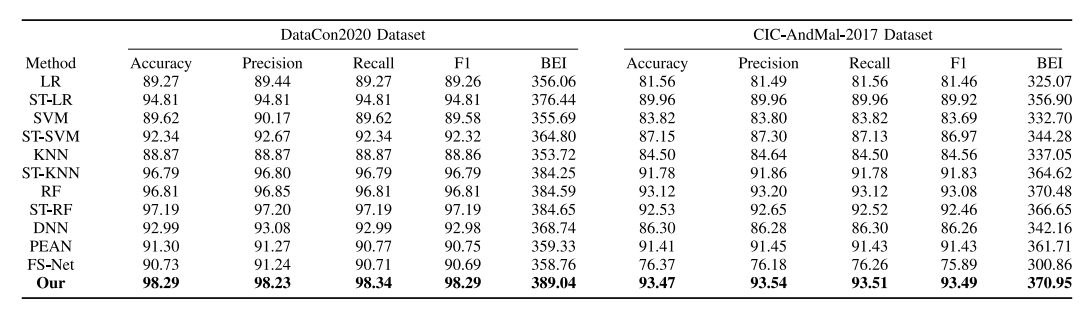 DataCon2020 Dataset CIC-AndMal-2017 Dataset
Method Accuracy Precision Recall F1 BEI Accuracy Precision Recall F1 BEI
LR 89.27 89.44 89.27 89.26 356.06 81.56 81.49 81.56 81.46 325.07
ST-LR 94.81 94.81 94.81 94.81 376.44 89.96 89.96 89.96 89.92 356.90
SVM 89.62 90.17 89.62 89.58 355.69 83.82 83.80 83.82 83.69 332.70
ST-SVM 92.34 92.67 92.34 92.32 364.80 87.15 87.30 87.13 86.97 344.28
KNN 88.87 88.87 88.87 88.86 353.72 84.50 84.64 84.50 84.56 337.05
ST-KNN 96.79 96.80 96.79 96.79 384.25 91.78 91.86 91.78 91.83 364.62
RF 96.81 96.85 96.81 96.81 384.59 93.12 93.20 93.12 93.08 370.48
ST-RF 97.19 97.20 97.19 97.19 384.65 92.53 92.65 92.52 92.46 366.65
DNN 92.99 93.08 92.99 92.98 368.74 86.30 86.28 86.30 86.26 342.16
PEAN 91.30 91.27 90.77 90.75 359.33 91.41 91.45 91.43 91.43 361.71
FS-Net 90.73 91.24 90.71 90.69 358.76 76.37 76.18 76.26 75.89 300.86
Our 98.29 98.23 98.34 98.29 389.04 93.47 93.54 93.51 93.49 370.95